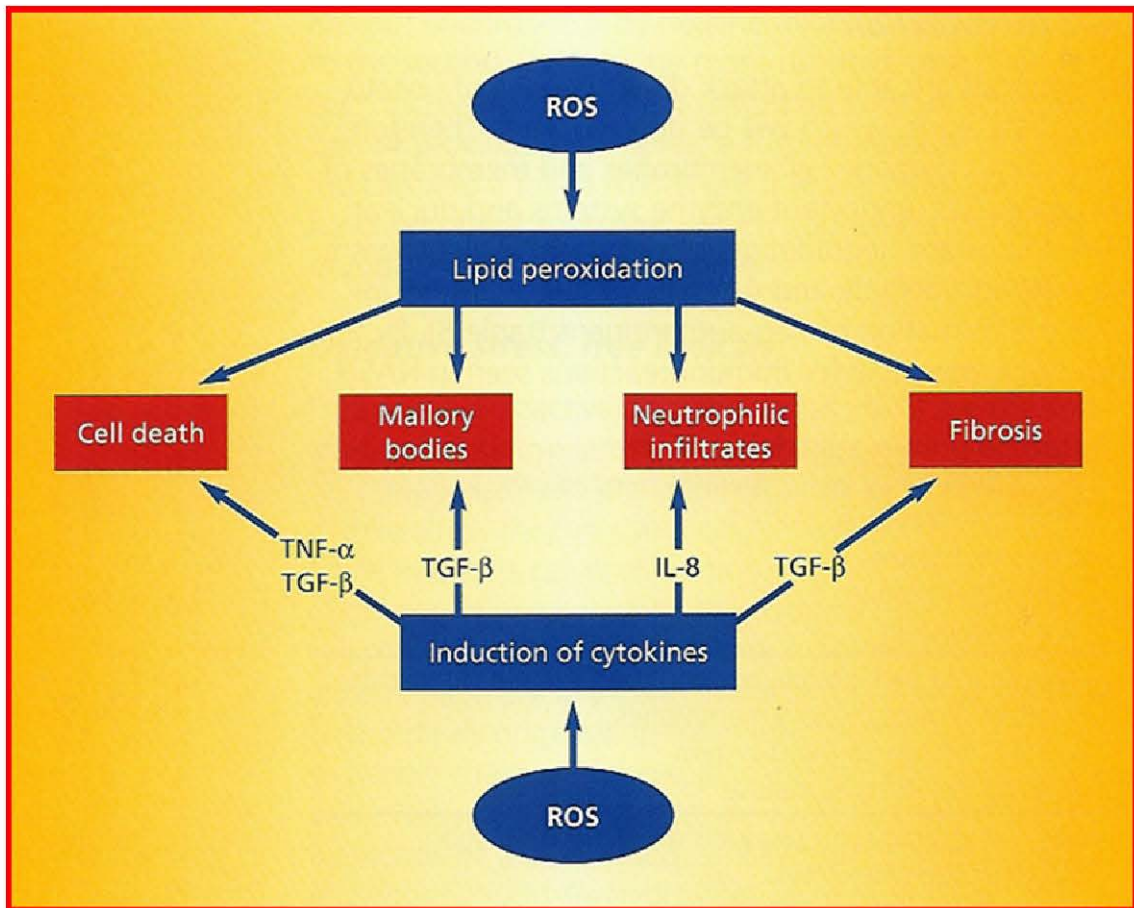 ROS
Lipid peroxidation
Cell death
Mallory
bodies
Neutrophilic
infiltrates
Fibrosis
TNF-α
TGF-β
TGF-β
IL-8
TGF-β
Induction of cytokines
ROS